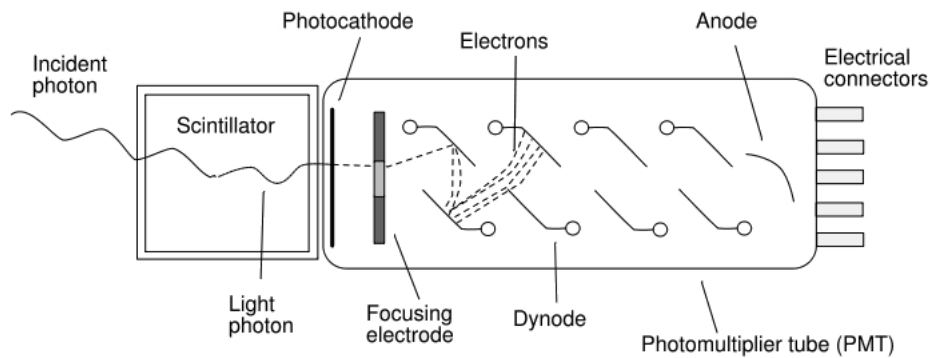 Photocathode
Electrons
Anode
Incident
photon
Electrical
connectors
Scintillator
Light
photon
Focusing
electrode
Dynode
Photomultiplier tube (PMT)